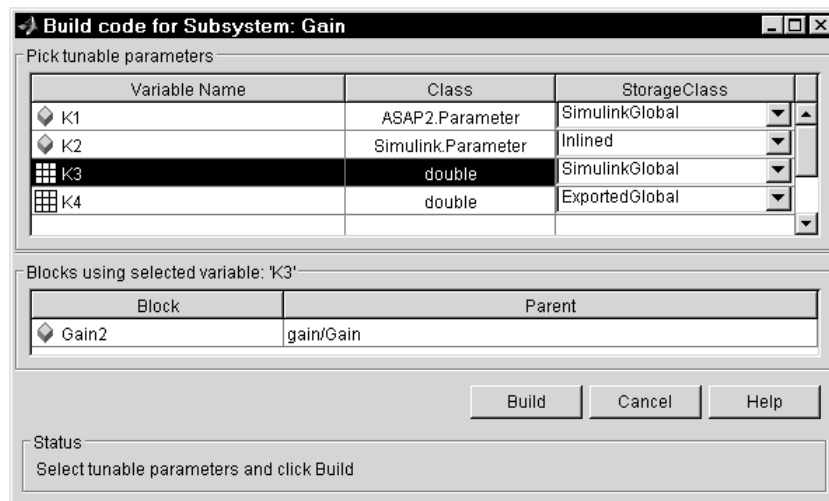 Build code for Subsystem: Gain
Pick tunable parameters
Variable Name Class StorageClass
K1 ASAP2.Parameter SimulinkGlobal
K2 Simulink.Parameter Inlined
K3 double SimulinkGlobal
K4 double ExportedGlobal
Blocks using selected variable: 'K3'
Block Parent
Gain2 gain/Gain
Build Cancel Help
Status
Select tunable parameters and click Build